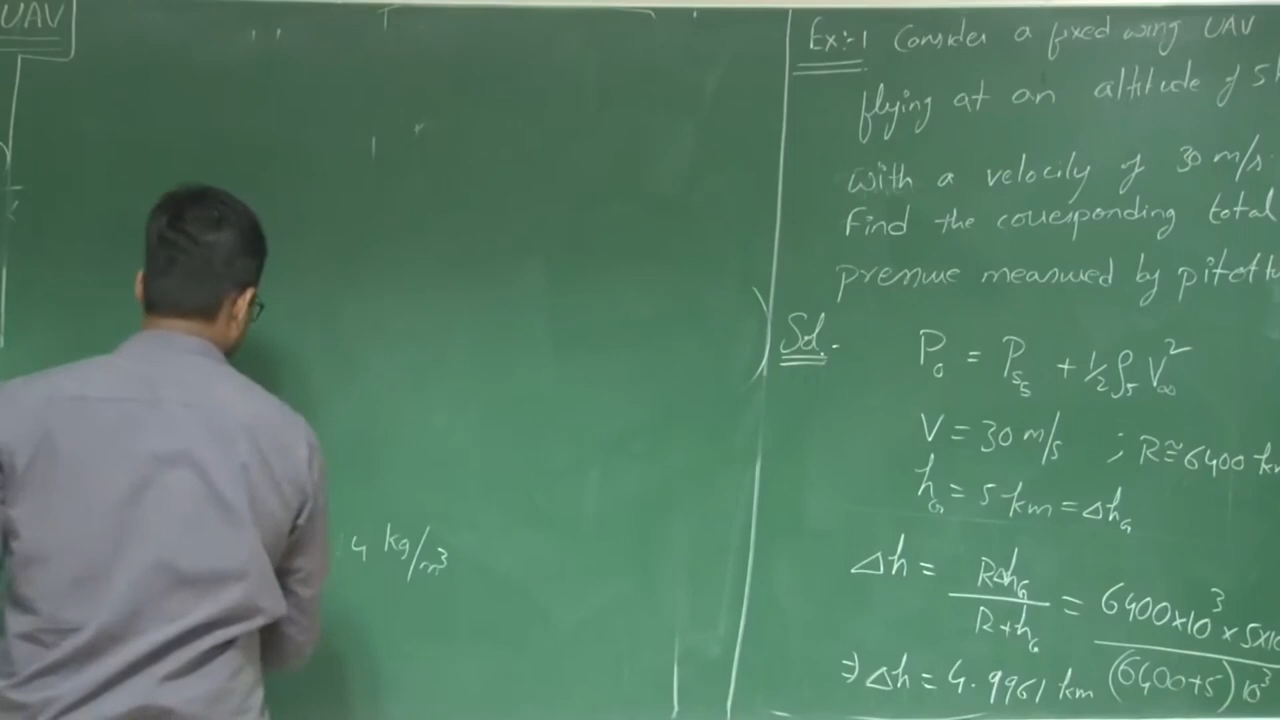 UAV
4 kg/m³
Ex:-1 Consider a fixed wing UAV
flying at an altitude of 5
with a velocity of 30 m/s.
Find the corresponding total
pressure measured by pitot tu
Sol.- P₀ = P_S₅ + 1/2 ρ₅ V∞²
V = 30 m/s ; R ≅ 6400 km
h_G = 5 km = Δh_G
Δh = RΔh_G / R+h_G = 6400×10³ × 5×10 / (6400+5) 10³
⇒ Δh = 4.9961 km